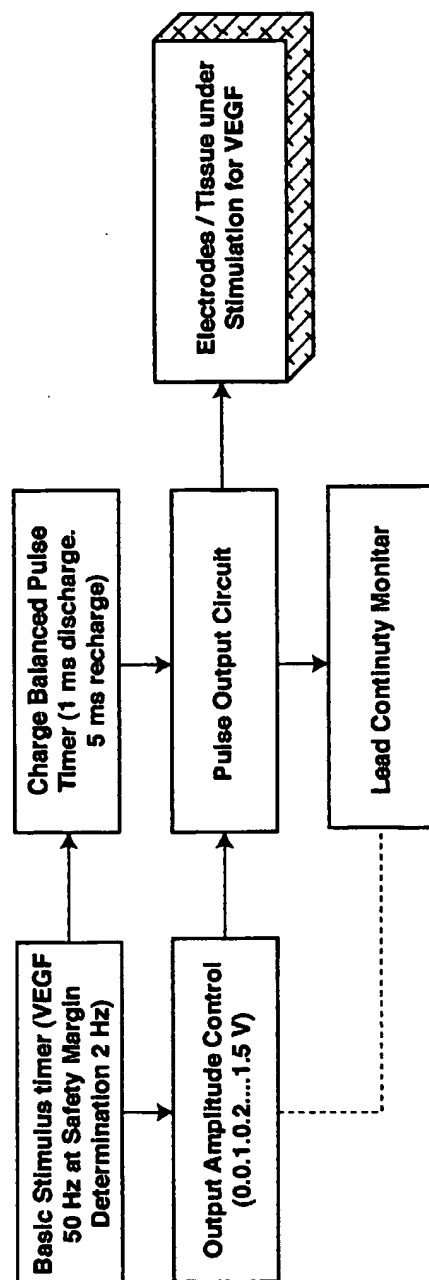 Basic Stimulus timer (VEGF
50 Hz at Safety Margin
Determination 2 Hz)
Charge Balanced Pulse
Timer (1 ms discharge.
5 ms recharge)
Output Amplitude Control
(0.0.1.0.2....1.5 V)
Pulse Output Circuit
Electrodes / Tissue under
Stimulation for VEGF
Lead Continuty Monitar